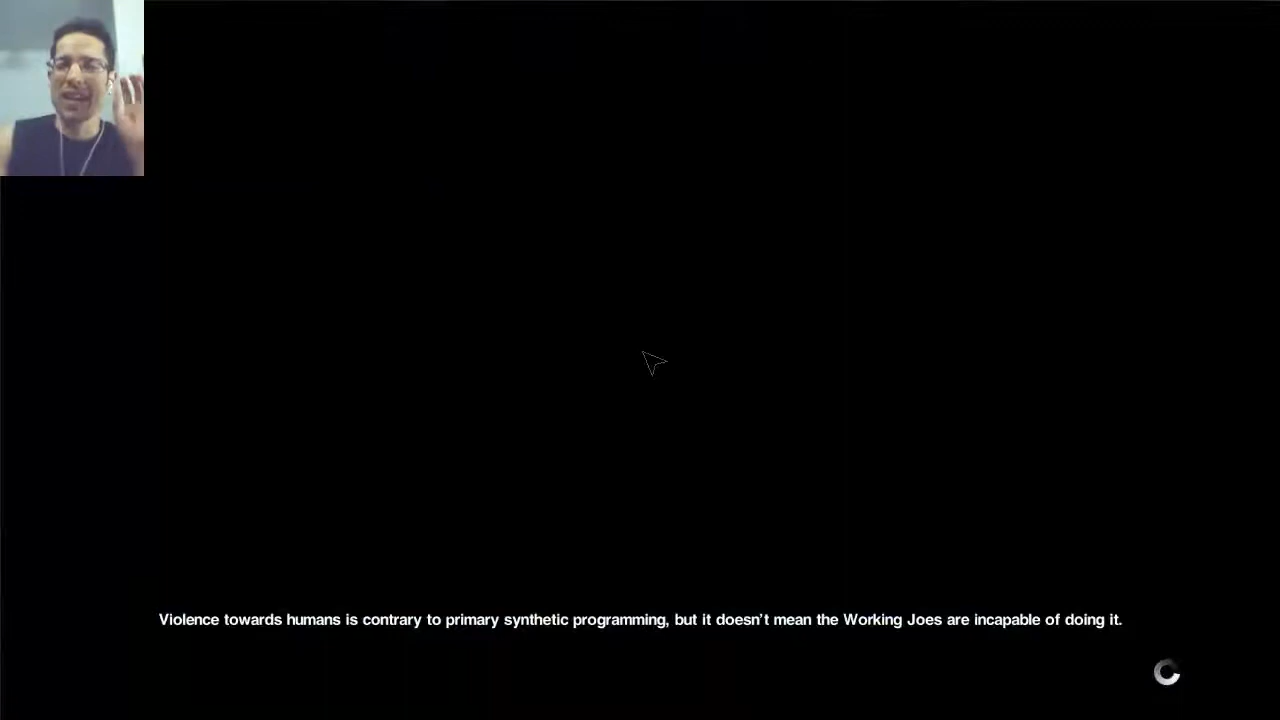 Violence towards humans is contrary to primary synthetic programming, but it doesn't mean the Working Joes are incapable of doing it.